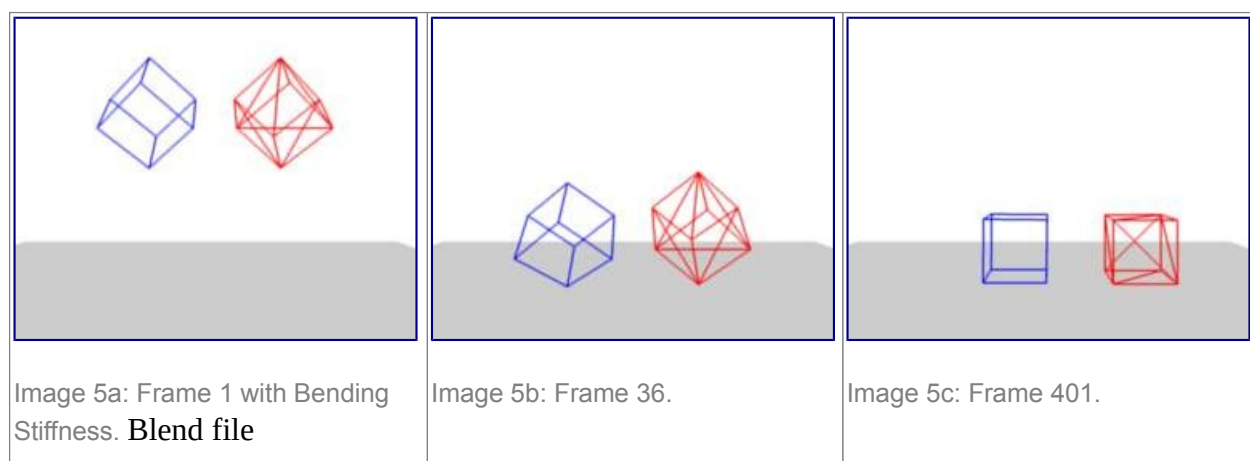 Image 5a: Frame 1 with Bending
Stiffness. Blend file
Image 5b: Frame 36.
Image 5c: Frame 401.